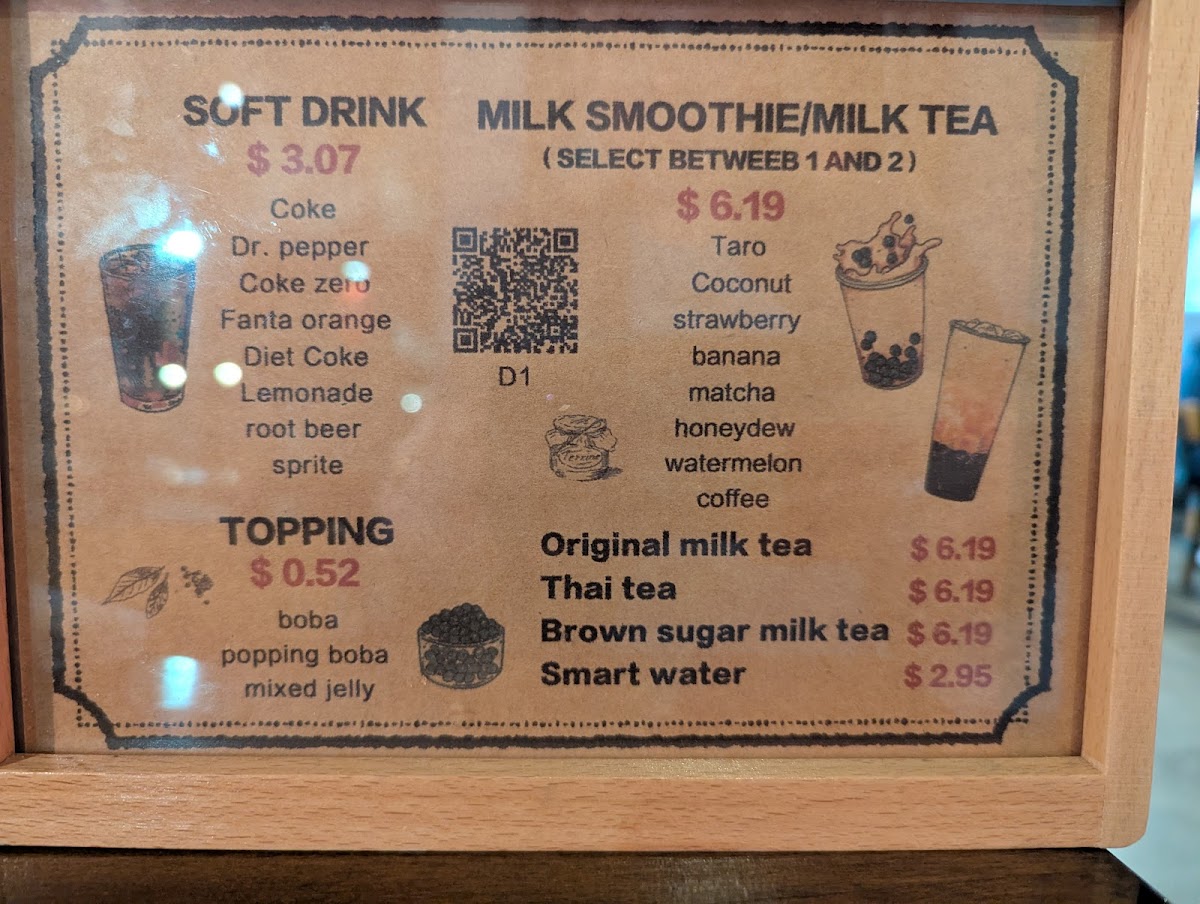 SOFT DRINK
$ 3.07
Coke
Dr. pepper
Coke zero
Fanta orange
Diet Coke
Lemonade
root beer
sprite
TOPPING
$ 0.52
boba
popping boba
mixed jelly
D1
MILK SMOOTHIE/MILK TEA
( SELECT BETWEEB 1 AND 2 )
$ 6.19
Taro
Coconut
strawberry
banana
matcha
honeydew
watermelon
coffee
Original milk tea $ 6.19
Thai tea $ 6.19
Brown sugar milk tea $ 6.19
Smart water $ 2.95